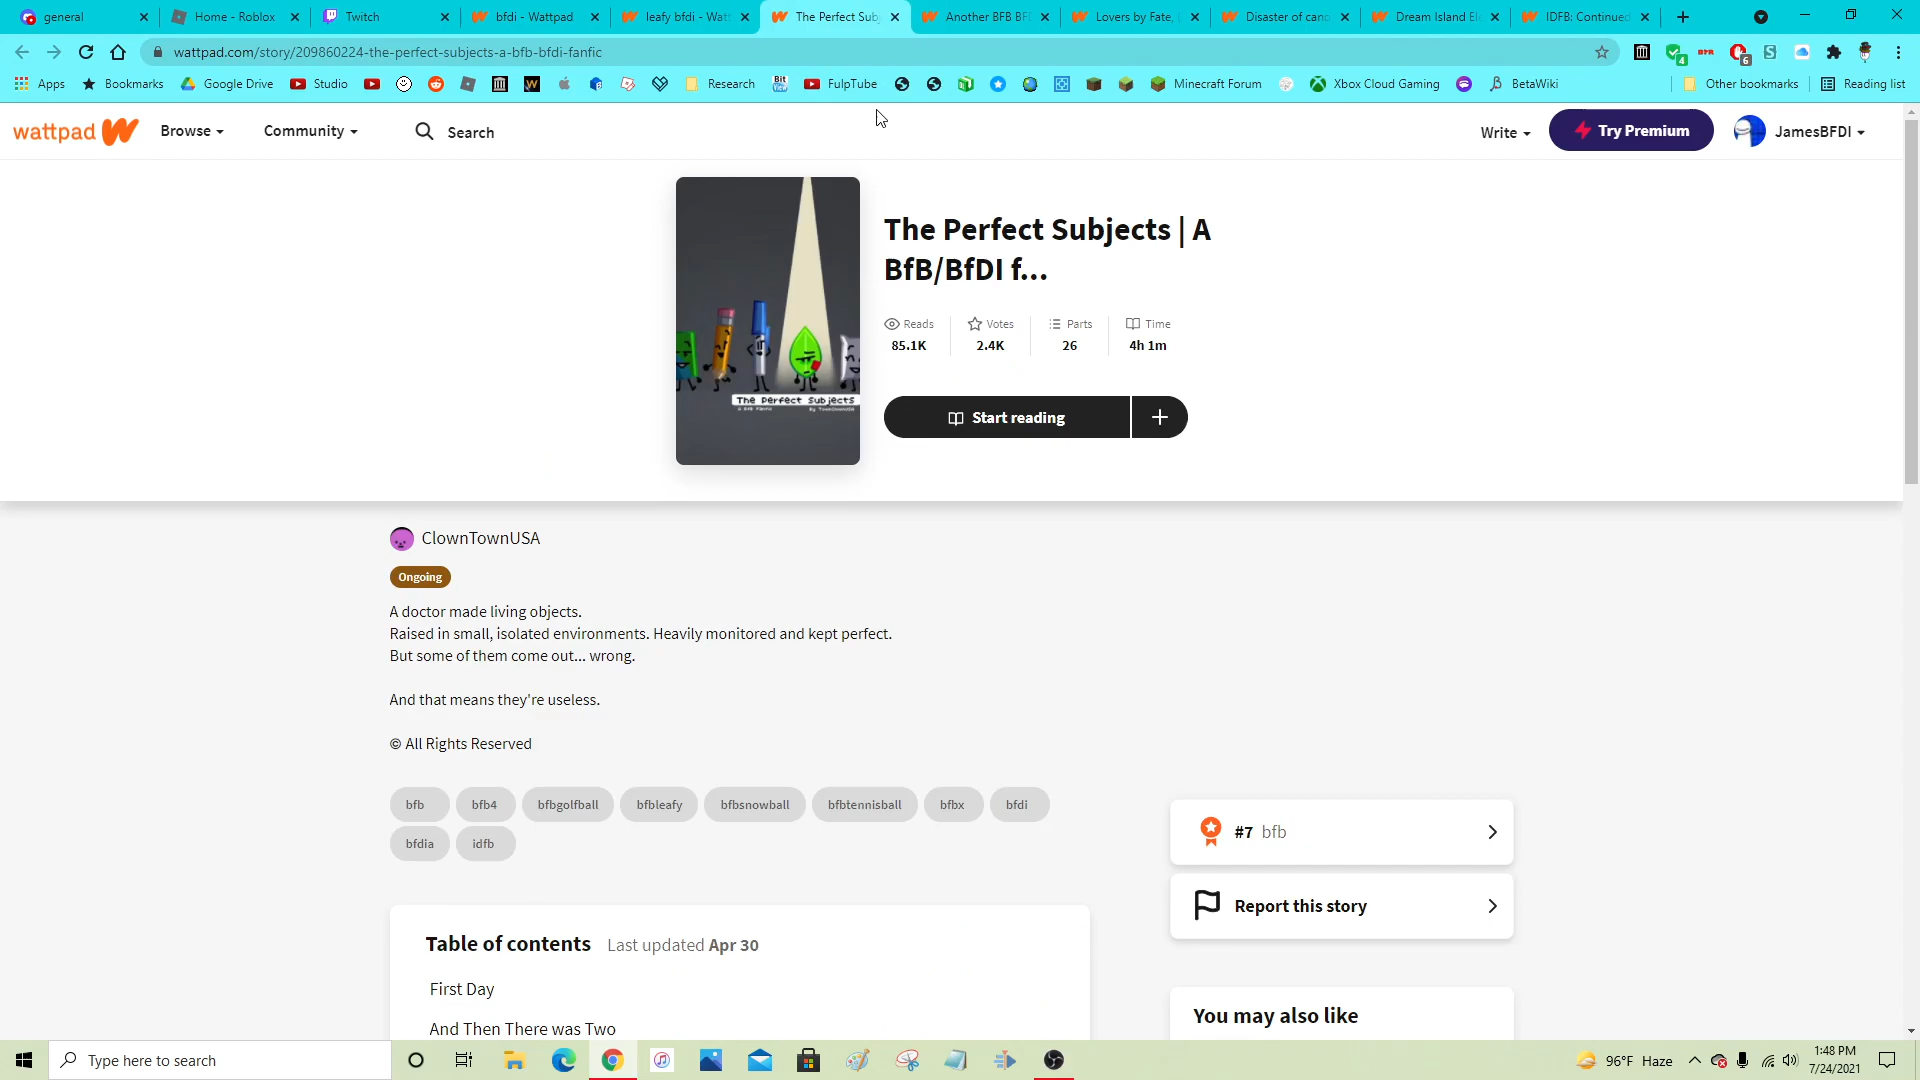 general
Home - Roblox
Twitch
bfdi - Wattpad
leafy bfdi - Wat
The Perfect Sub
Another BFB BF
Lovers by Fate,
Disaster of canc
Dream Island El
IDFB: Continued
wattpad.com/story/209860224-the-perfect-subjects-a-bfb-bfdi-fanfic
4
6
Apps
Bookmarks
Google Drive
Studio
Research
FulpTube
Minecraft Forum
Xbox Cloud Gaming
BetaWiki
Other bookmarks
Reading list
wattpad
Browse
Community
Search
Write
Try Premium
JamesBFDI
The Perfect Subjects
The Perfect Subjects | A
BfB/BfDI f...
Reads
Votes
Parts
Time
85.1K
2.4K
26
4h 1m
Start reading
ClownTownUSA
Ongoing
A doctor made living objects.
Raised in small, isolated environments. Heavily monitored and kept perfect.
But some of them come out... wrong.
And that means they're useless.
© All Rights Reserved
bfb
bfb4
bfbgolfball
bfbleafy
bfbsnowball
bfbtennisball
bfbx
bfdi
bfdia
idfb
#7 bfb
Report this story
Table of contents Last updated Apr 30
First Day
And Then There was Two
You may also like
Type here to search
96°F Haze
1:48 PM
7/24/2021